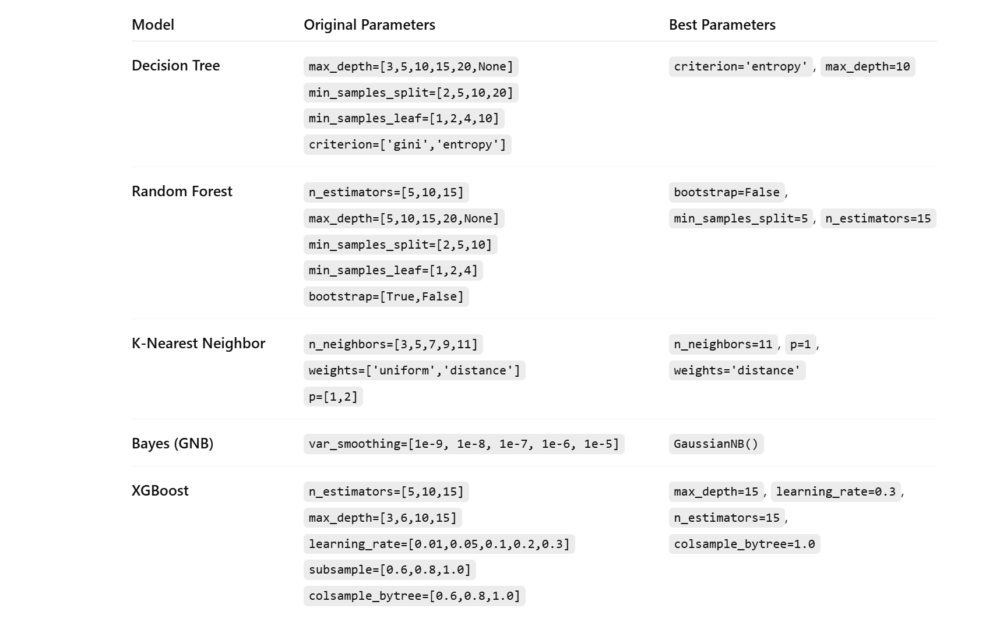 Model Original Parameters Best Parameters
Decision Tree max_depth=[3,5,10,15,20,None] criterion='entropy', max_depth=10
min_samples_split=[2,5,10,20]
min_samples_leaf=[1,2,4,10]
criterion=['gini','entropy']
Random Forest n_estimators=[5,10,15] bootstrap=False,
max_depth=[5,10,15,20,None] min_samples_split=5, n_estimators=15
min_samples_split=[2,5,10]
min_samples_leaf=[1,2,4]
bootstrap=[True,False]
K-Nearest Neighbor n_neighbors=[3,5,7,9,11] n_neighbors=11, p=1,
weights=['uniform','distance'] weights='distance'
p=[1,2]
Bayes (GNB) var_smoothing=[1e-9, 1e-8, 1e-7, 1e-6, 1e-5] GaussianNB()
XGBoost n_estimators=[5,10,15] max_depth=15, learning_rate=0.3,
max_depth=[3,6,10,15] n_estimators=15,
learning_rate=[0.01,0.05,0.1,0.2,0.3] colsample_bytree=1.0
subsample=[0.6,0.8,1.0]
colsample_bytree=[0.6,0.8,1.0]